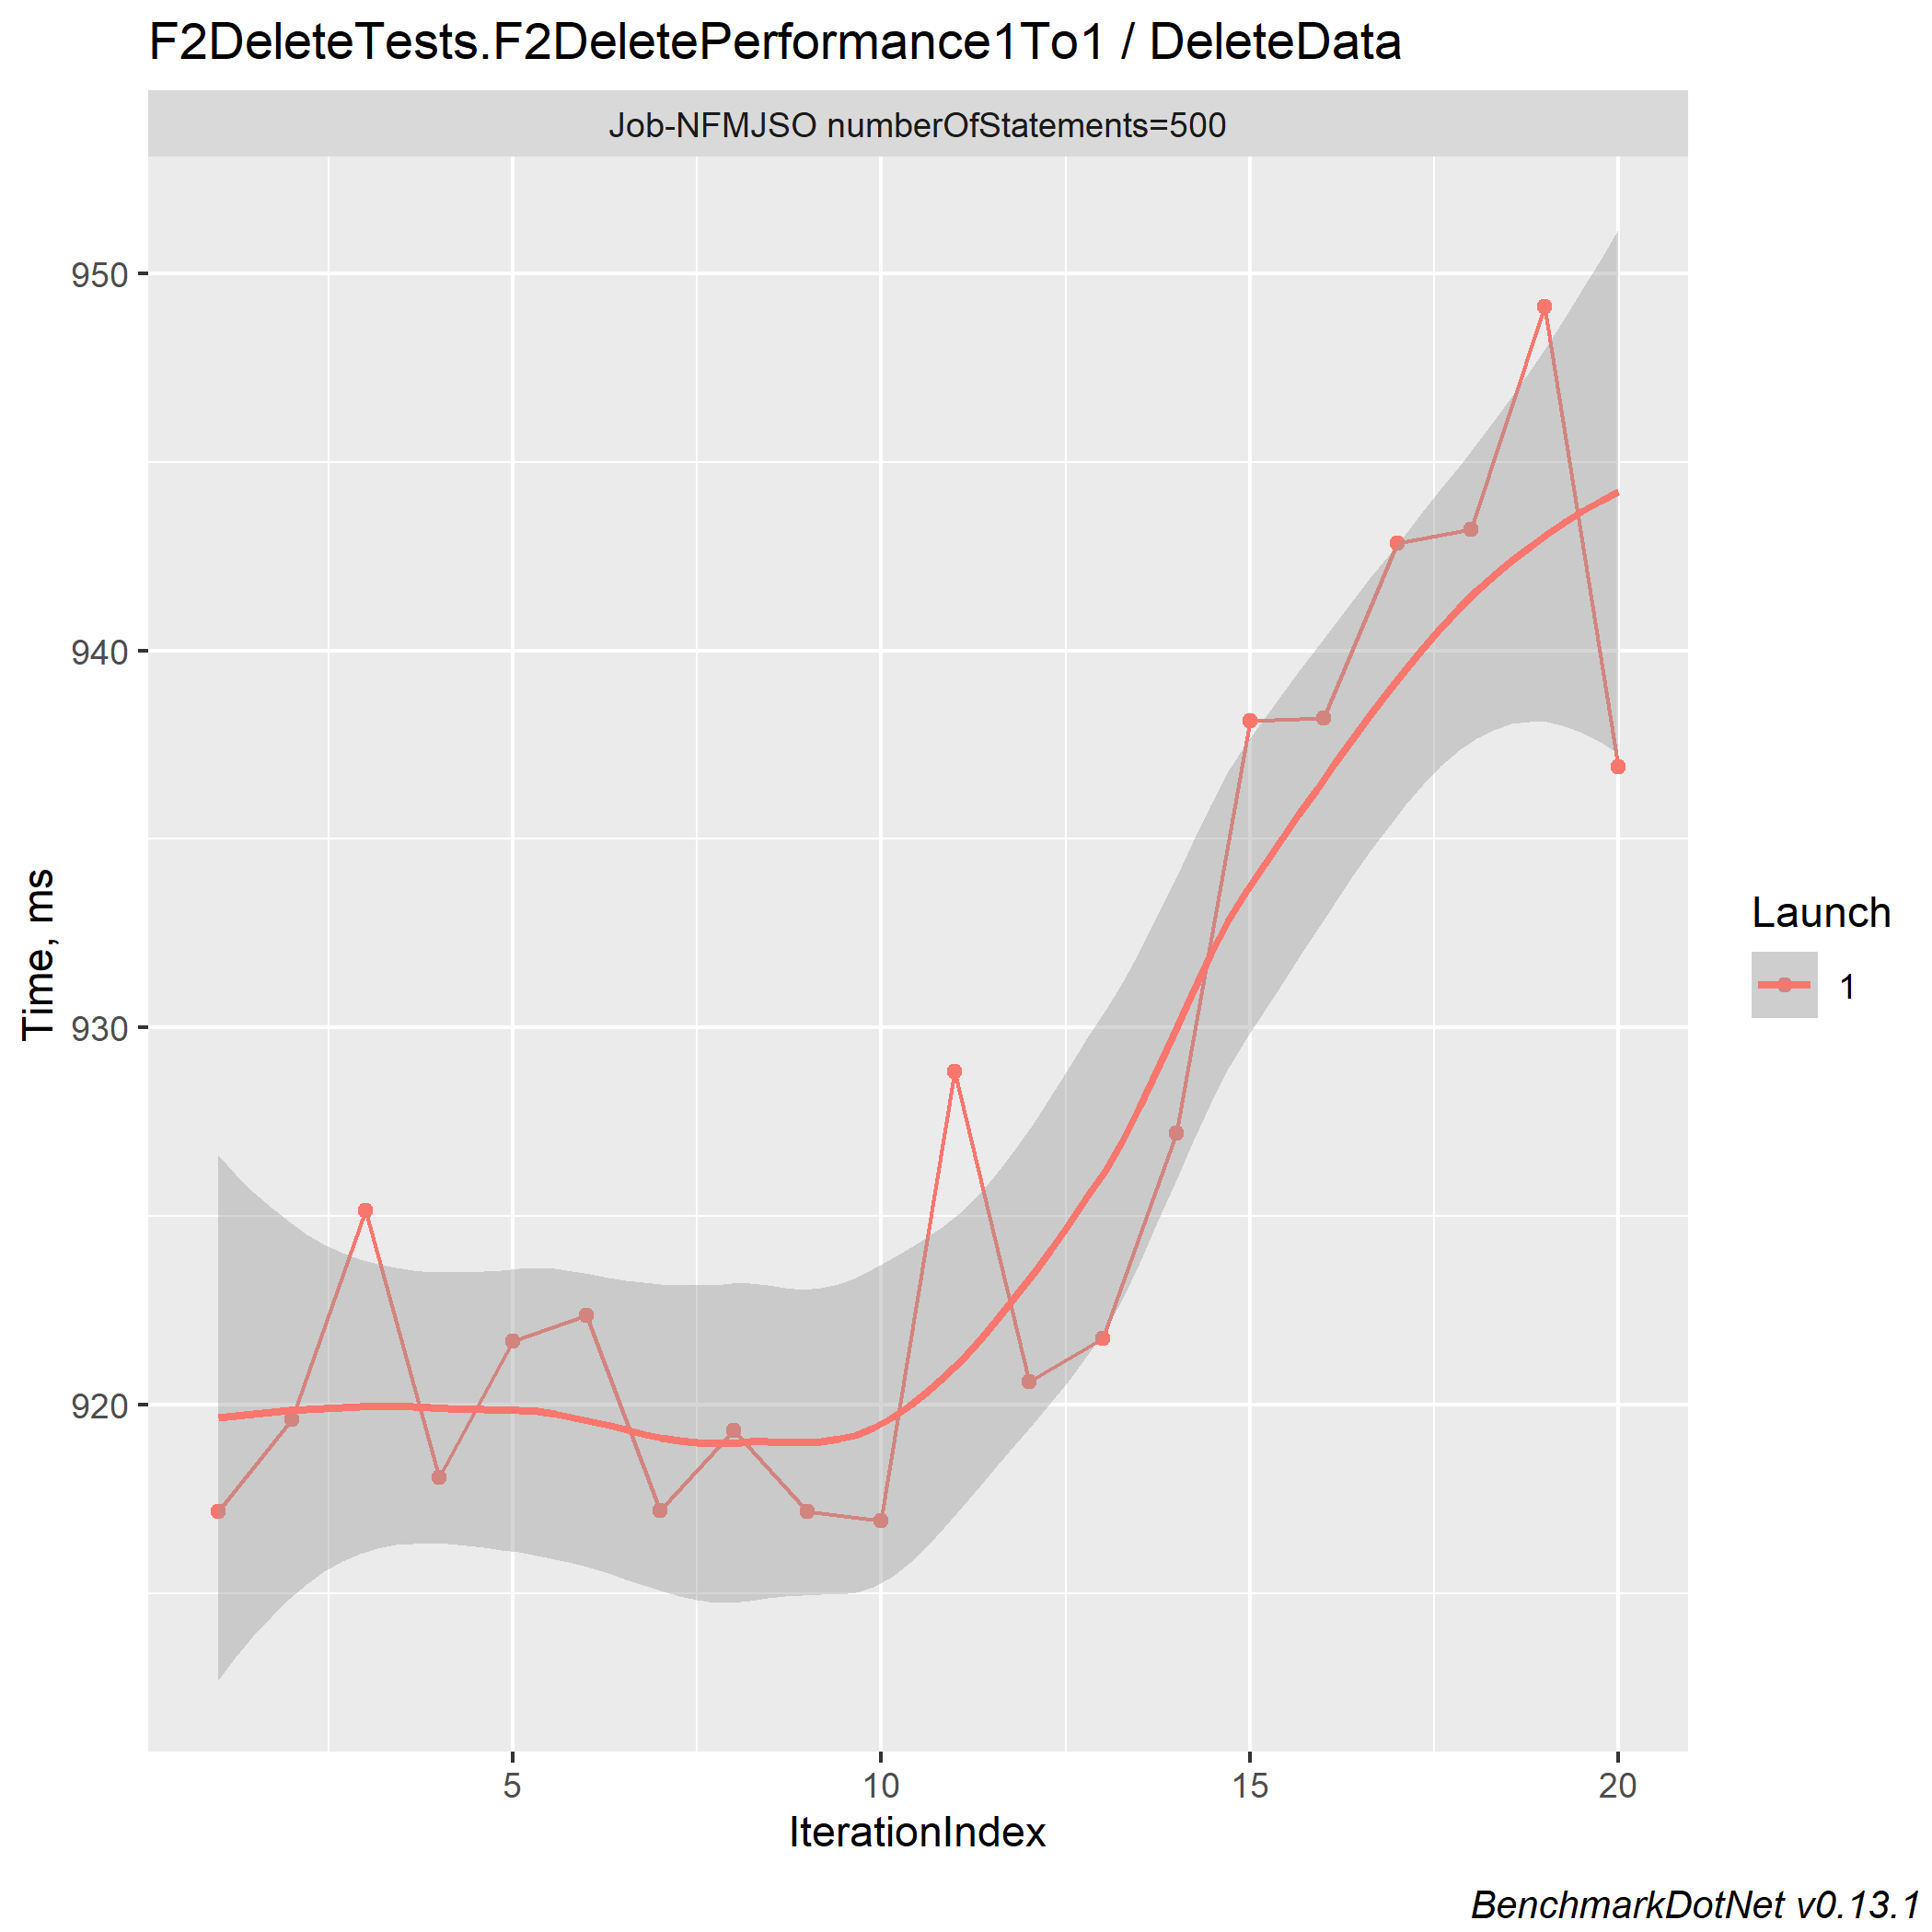 F2DeleteTests.F2DeletePerformance1To1 / DeleteData
Job-NFMJSO numberOfStatements=500
950
940
930
920
Time, ms
5 10 15 20
IterationIndex
Launch
1
BenchmarkDotNet v0.13.1